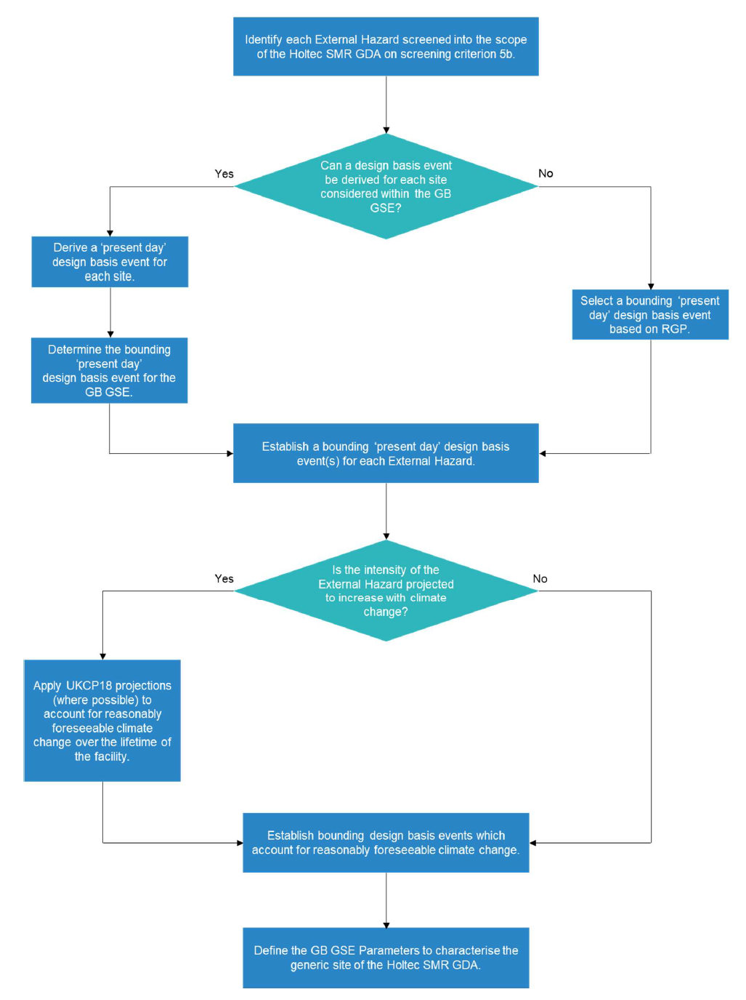 Identify each External Hazard screened into the scope
of the Holtec SMR GDA on screening criterion 5b.
Can a design basis event
be derived for each site
considered within the GB
GSE?
Yes
No
Derive a ‘present day’
design basis event for
each site.
Select a bounding ‘present
day’ design basis event
based on RGP.
Determine the bounding
‘present day’
design basis event for the
GB GSE.
Establish a bounding ‘present day’ design basis
event(s) for each External Hazard.
Is the intensity of the
External Hazard projected
to increase with climate
change?
Yes
No
Apply UKCP18 projections
(where possible) to
account for reasonably
foreseeable climate
change over the lifetime of
the facility.
Establish bounding design basis events which
account for reasonably foreseeable climate change.
Define the GB GSE Parameters to characterise the
generic site of the Holtec SMR GDA.